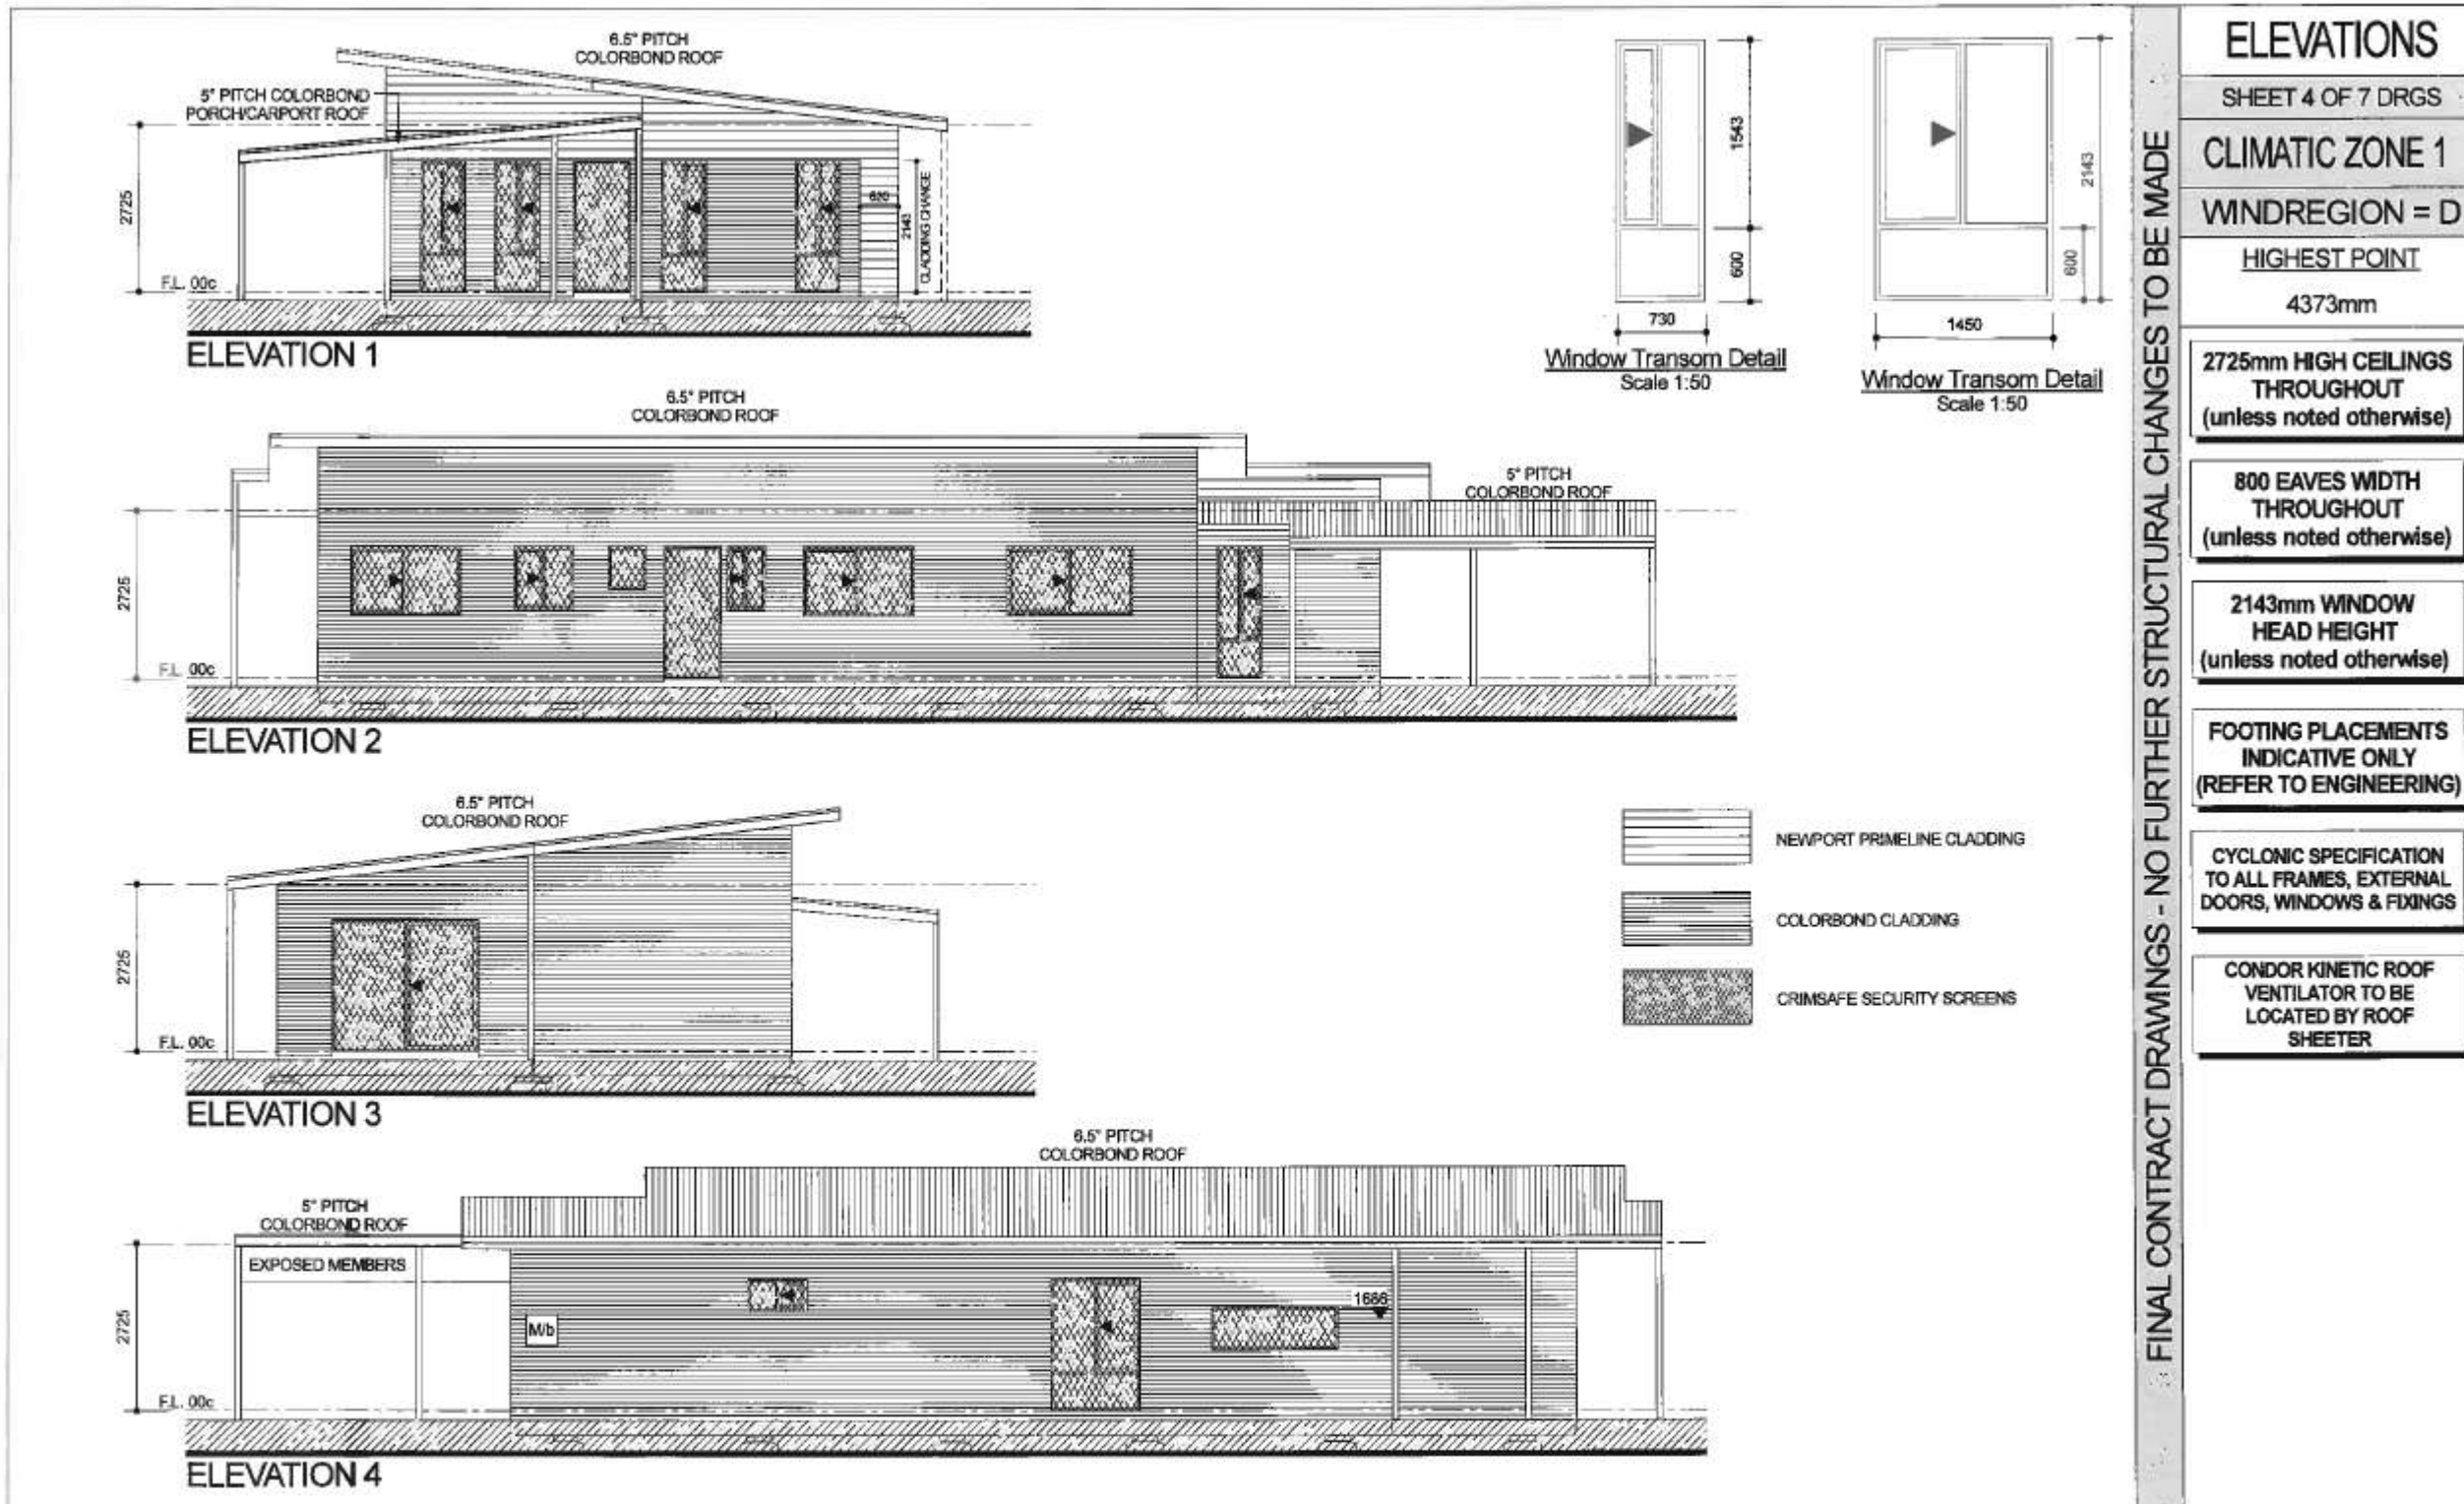 6.5° PITCH
COLORBOND ROOF
5° PITCH COLORBOND
PORCH/CARPORT ROOF
2725
F.L. 00c
820
2143
CLADDING CHANGE
ELEVATION 1
1543
600
730
Window Transom Detail
Scale 1:50
2143
600
1450
Window Transom Detail
Scale 1:50
6.5° PITCH
COLORBOND ROOF
5° PITCH
COLORBOND ROOF
2725
F.L. 00c
ELEVATION 2
6.5° PITCH
COLORBOND ROOF
2725
F.L. 00c
ELEVATION 3
NEWPORT PRIMELINE CLADDING
COLORBOND CLADDING
CRIMSAFE SECURITY SCREENS
6.5° PITCH
COLORBOND ROOF
5° PITCH
COLORBOND ROOF
EXPOSED MEMBERS
2725
M/b
1686
F.L. 00c
ELEVATION 4
FINAL CONTRACT DRAWINGS - NO FURTHER STRUCTURAL CHANGES TO BE MADE
ELEVATIONS
SHEET 4 OF 7 DRGS
CLIMATIC ZONE 1
WINDREGION = D
HIGHEST POINT
4373mm
2725mm HIGH CEILINGS
THROUGHOUT
(unless noted otherwise)
800 EAVES WIDTH
THROUGHOUT
(unless noted otherwise)
2143mm WINDOW
HEAD HEIGHT
(unless noted otherwise)
FOOTING PLACEMENTS
INDICATIVE ONLY
(REFER TO ENGINEERING)
CYCLONIC SPECIFICATION
TO ALL FRAMES, EXTERNAL
DOORS, WINDOWS & FIXINGS
CONDOR KINETIC ROOF
VENTILATOR TO BE
LOCATED BY ROOF
SHEETER